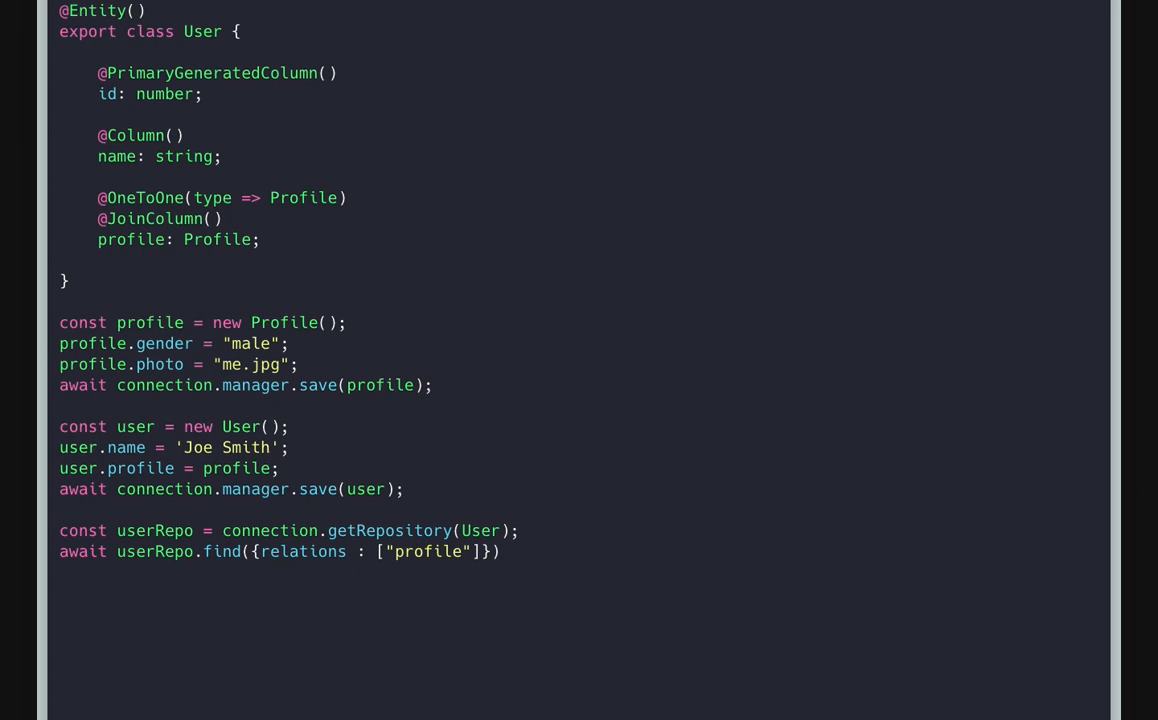 @Entity()
export class User {
@PrimaryGeneratedColumn()
id: number;
@Column()
name: string;
@OneToOne(type => Profile)
@JoinColumn()
profile: Profile;
}
const profile = new Profile();
profile.gender = "male";
profile.photo = "me.jpg";
await connection.manager.save(profile);
const user = new User();
user.name = 'Joe Smith';
user.profile = profile;
await connection.manager.save(user);
const userRepo = connection.getRepository(User);
await userRepo.find({relations : ["profile"]})